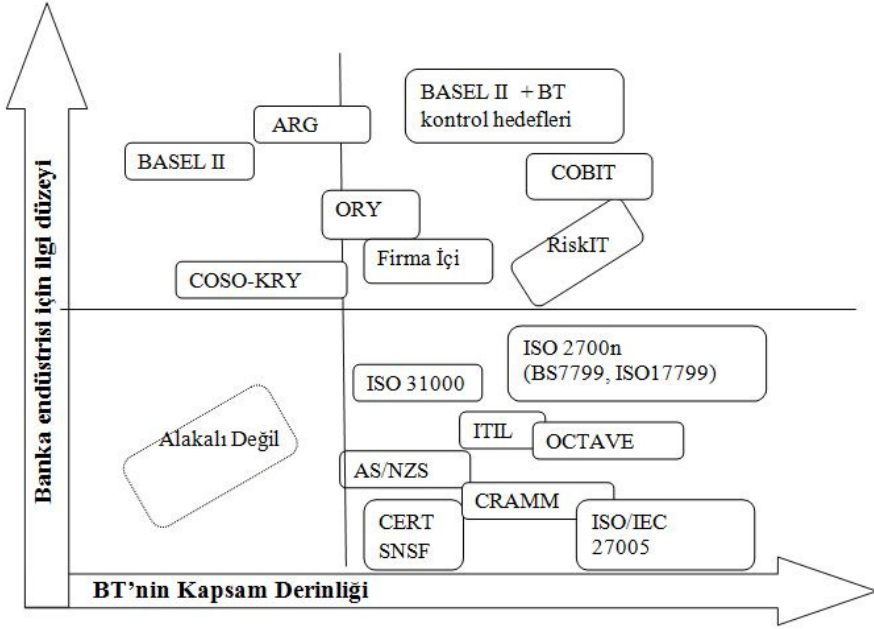 Banka endüstrisi için ilgi düzeyi
BASEL II + BT
kontrol hedefleri
ARG
BASEL II
COBIT
ORY
RiskIT
Firma İçi
COSO-KRY
ISO 2700n
(BS7799, ISO17799)
ISO 31000
Alakalı Değil
ITIL
OCTAVE
AS/NZS
CRAMM
CERT
SNSF
ISO/IEC
27005
BT’nin Kapsam Derinliği